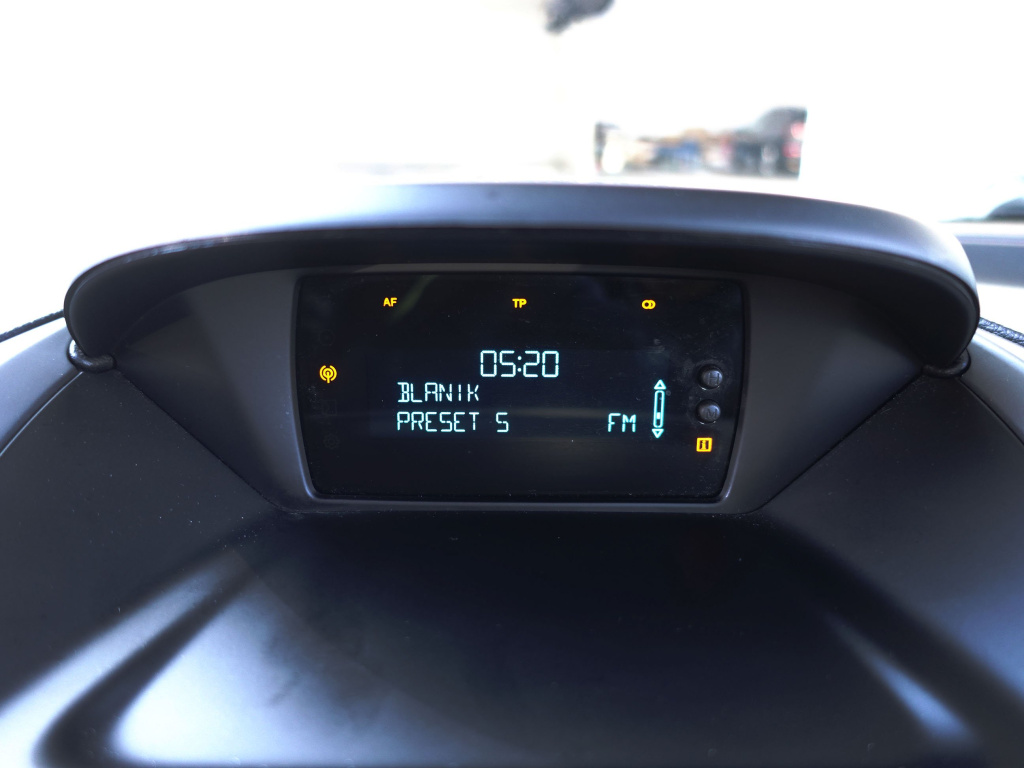 AF TP
05:20
BLANIK
PRESET 5 FM